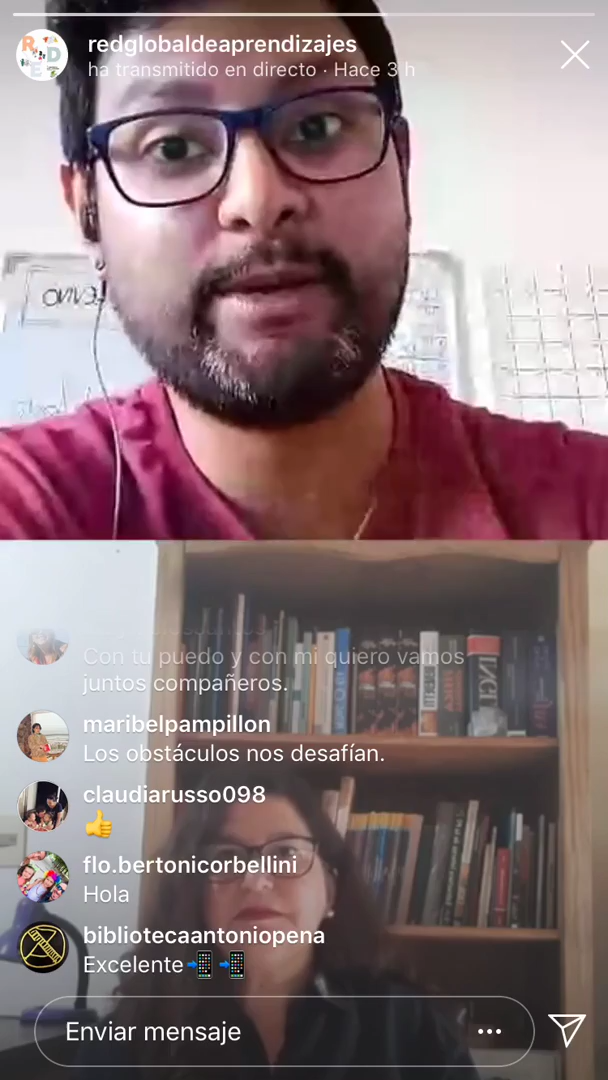 redglobaldeaprendizajes
ha transmitido en directo · Hace 3 h
Con tu puedo y con mi quiero vamos
juntos compañeros.
maribelpampillon
Los obstáculos nos desafían.
claudiarusso098
👍
flo.bertonicorbellini
Hola
bibliotecaantoniopena
Excelente📲📲
Enviar mensaje